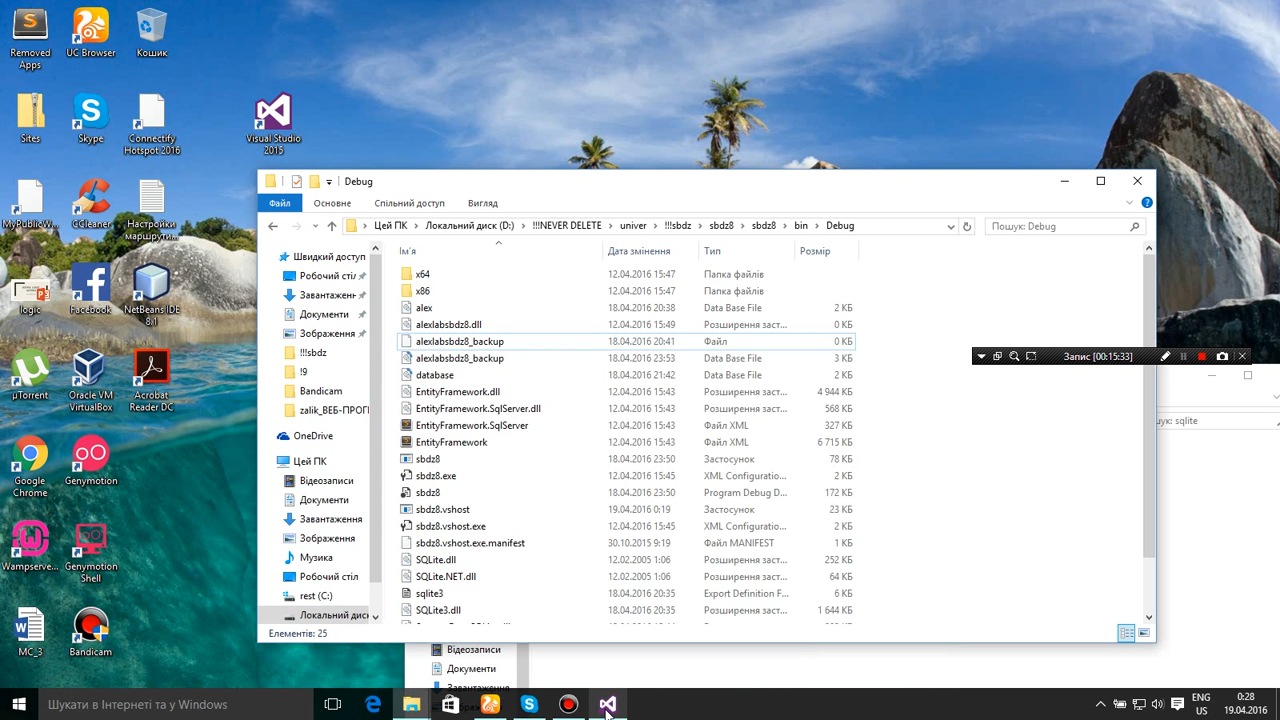 Removed Apps
UC Browser
Кошик
Sites
Skype
Connectify Hotspot 2016
Visual Studio 2015
MyPublicW...
CCleaner
Настройки маршрути...
logic
Facebook
NetBeans IDE 8.1
µTorrent
Oracle VM VirtualBox
Acrobat Reader DC
Google Chrome
Genymotion
Wampserve...
Genymotion Shell
MC_3
Bandicam
Debug
Файл Основне Спільний доступ Вигляд
Цей ПК › Локальний диск (D:) › !!!NEVER DELETE › univer › !!!sbdz › sbdz8 › sbdz8 › bin › Debug
Пошук: Debug
Швидкий доступ
Робочий стіл
Завантаженн
Документи
Зображення
!!!sbdz
!9
Bandicam
zalik_ВЕБ-ПРОГІ
OneDrive
Цей ПК
Відеозаписи
Документи
Завантаження
Зображення
Музика
Робочий стіл
rest (C:)
Локальний диск
Ім'я Дата змінення Тип Розмір
x64 12.04.2016 15:47 Папка файлів
x86 12.04.2016 15:47 Папка файлів
alex 18.04.2016 20:38 Data Base File 2 КБ
alexlabsbdz8.dll 12.04.2016 15:49 Розширення заст... 0 КБ
alexlabsbdz8_backup 18.04.2016 20:41 Файл 0 КБ
alexlabsbdz8_backup 18.04.2016 23:53 Data Base File 3 КБ
database 18.04.2016 21:42 Data Base File 2 КБ
EntityFramework.dll 12.04.2016 15:43 Розширення заст... 4 944 КБ
EntityFramework.SqlServer.dll 12.04.2016 15:43 Розширення заст... 568 КБ
EntityFramework.SqlServer 12.04.2016 15:43 Файл XML 327 КБ
EntityFramework 12.04.2016 15:43 Файл XML 6 715 КБ
sbdz8 18.04.2016 23:50 Застосунок 78 КБ
sbdz8.exe 12.04.2016 15:45 XML Configuratio... 2 КБ
sbdz8 18.04.2016 23:50 Program Debug D... 172 КБ
sbdz8.vshost 19.04.2016 0:19 Застосунок 23 КБ
sbdz8.vshost.exe 12.04.2016 15:45 XML Configuratio... 2 КБ
sbdz8.vshost.exe.manifest 30.10.2015 9:19 Файл MANIFEST 1 КБ
SQLite.dll 12.02.2005 1:06 Розширення заст... 252 КБ
SQLite.NET.dll 12.02.2005 1:06 Розширення заст... 64 КБ
sqlite3 18.04.2016 20:35 Export Definition F... 6 КБ
SQLite3.dll 18.04.2016 20:35 Розширення заст... 1 644 КБ
Елементів: 25
Запис [00:15:33]
ук: sqlite
Відеозаписи
Документи
Завантаження
Шукати в Інтернеті та у Windows
ENG
US
0:28
19.04.2016